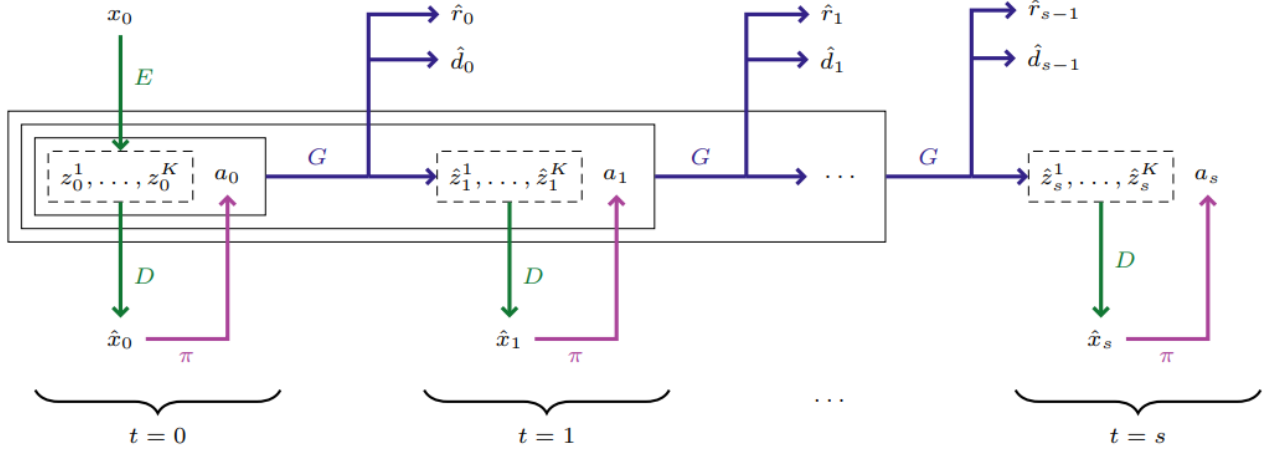 x₀ r̂₀ r̂₁ r̂ₛ₋₁
E d̂₀ d̂₁ d̂ₛ₋₁
z₀¹, . . . , z₀ᴷ a₀ G ẑ₁¹, . . . , ẑ₁ᴷ a₁ G · · · G ẑₛ¹, . . . , ẑₛᴷ aₛ
D D D
x̂₀ π x̂₁ π x̂ₛ π
t = 0 t = 1 · · · t = s